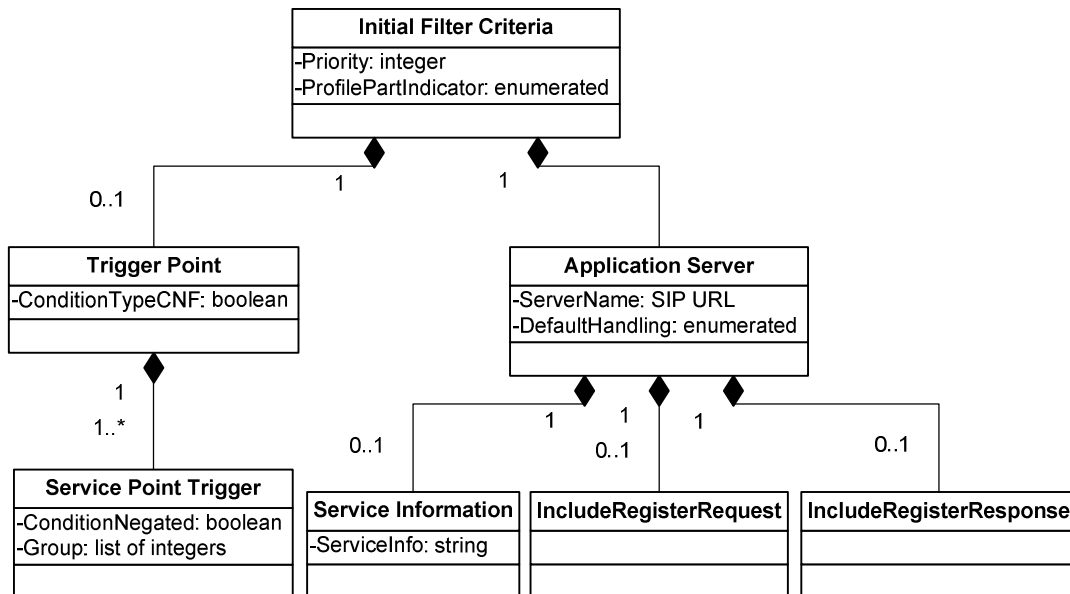 Initial Filter Criteria
-Priority: integer
-ProfilePartIndicator: enumerated
1
1
0..1
Trigger Point
-ConditionTypeCNF: boolean
Application Server
-ServerName: SIP URL
-DefaultHandling: enumerated
1
1..*
1
1
1
0..1
0..1
0..1
Service Point Trigger
-ConditionNegated: boolean
-Group: list of integers
Service Information
-ServiceInfo: string
IncludeRegisterRequest
IncludeRegisterResponse